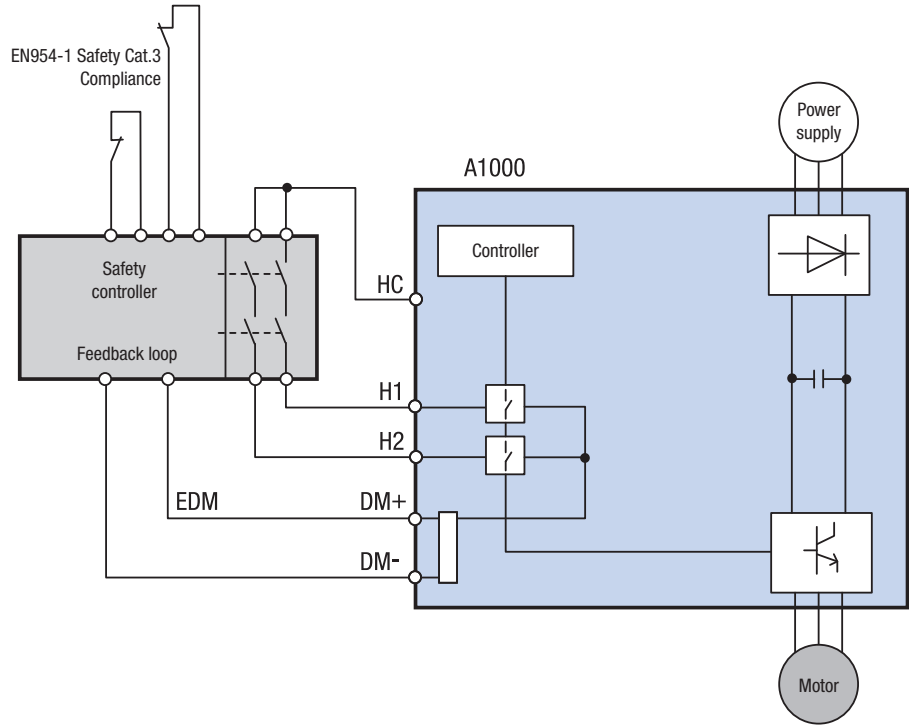 EN954-1 Safety Cat.3
Compliance
Power
supply
A1000
Safety
controller
Controller
HC
Feedback loop
H1
H2
EDM
DM+
DM-
Motor